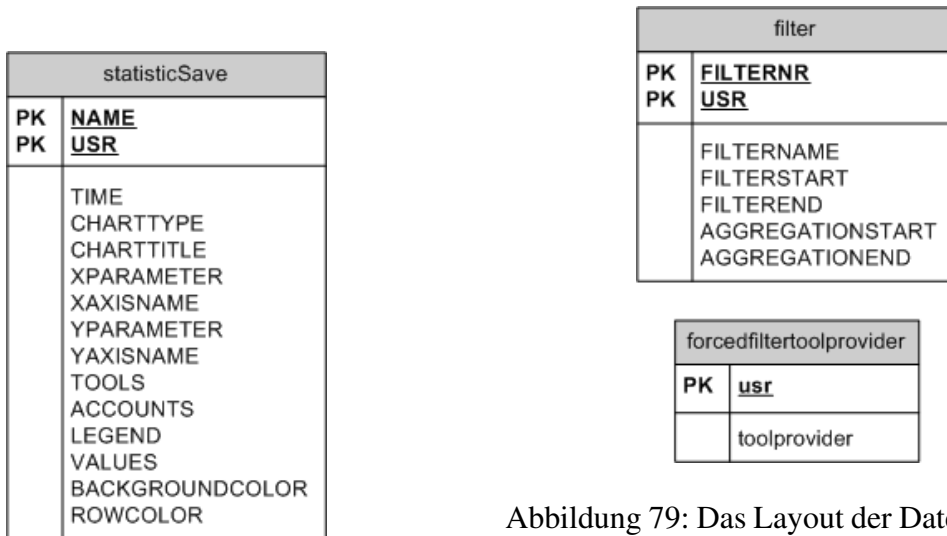 statisticSave
PK NAME
PK USR
TIME
CHARTTYPE
CHARTTITLE
XPARAMETER
XAXISNAME
YPARAMETER
YAXISNAME
TOOLS
ACCOUNTS
LEGEND
VALUES
BACKGROUNDCOLOR
ROWCOLOR
filter
PK FILTERNR
PK USR
FILTERNAME
FILTERSTART
FILTEREND
AGGREGATIONSTART
AGGREGATIONEND
forcedfiltertoolprovider
PK usr
toolprovider
Abbildung 79: Das Layout der